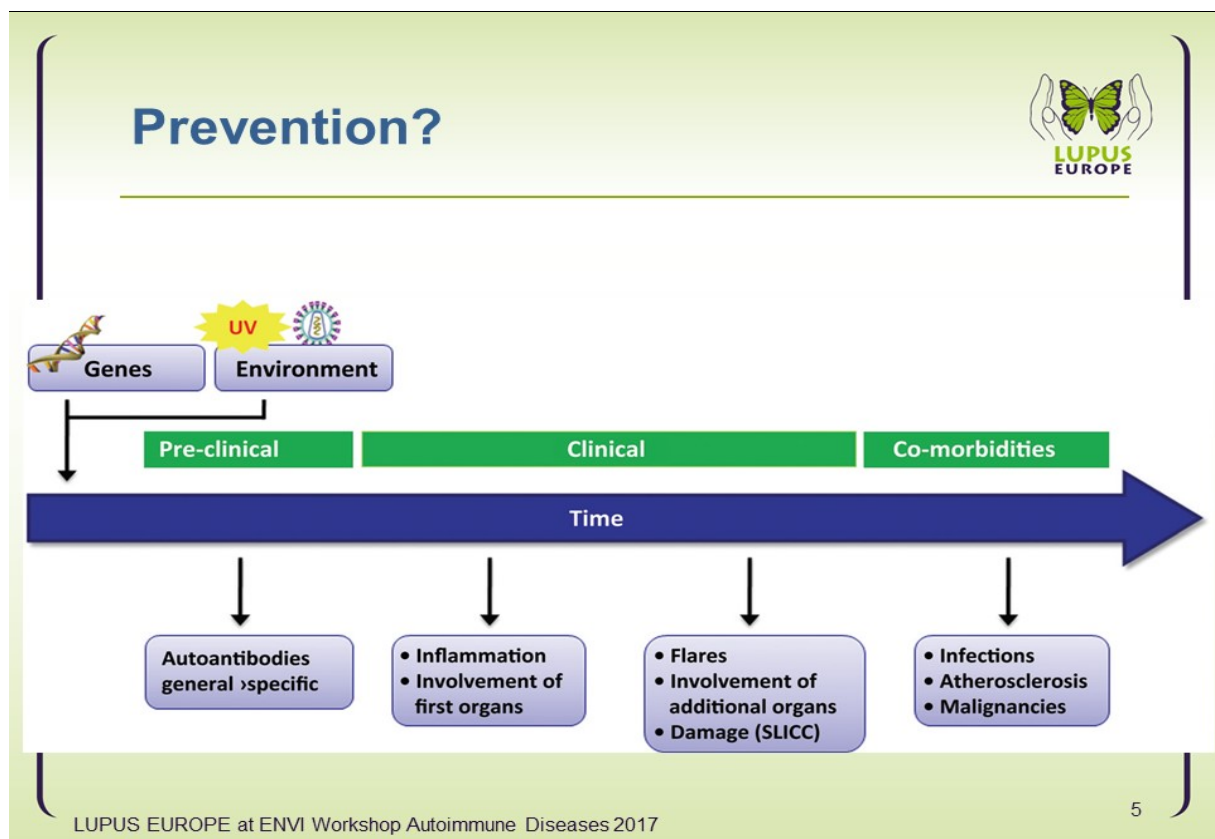 Prevention?
LUPUS
EUROPE
UV
Genes
Environment
Pre-clinical
Clinical
Co-morbidities
Time
Autoantibodies
general ›specific
• Inflammation
• Involvement of
first organs
• Flares
• Involvement of
additional organs
• Damage (SLICC)
• Infections
• Atherosclerosis
• Malignancies
LUPUS EUROPE at ENVI Workshop Autoimmune Diseases 2017
5